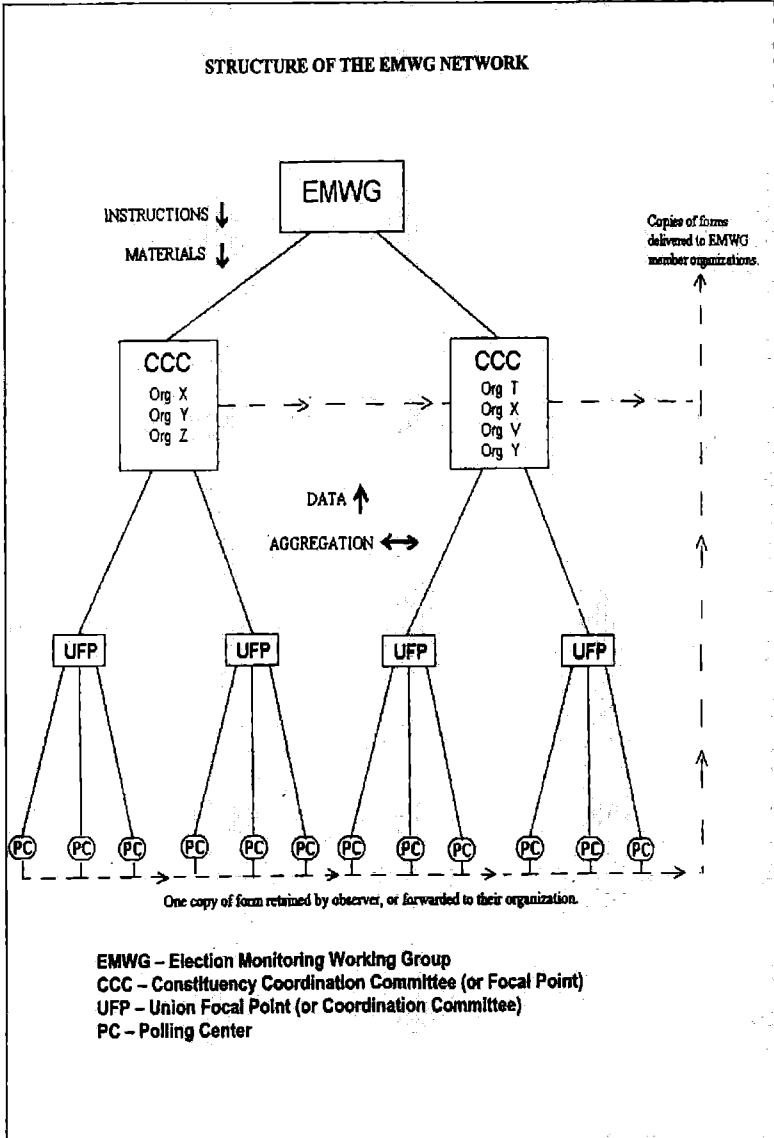 STRUCTURE OF THE EMWG NETWORK
EMWG
INSTRUCTIONS
MATERIALS
Copies of forms
delivered to EMWG
member organizations.
CCC
Org X
Org Y
Org Z
CCC
Org T
Org X
Org V
Org Y
DATA
AGGREGATION
UFP
UFP
UFP
UFP
PC
PC
PC
PC
PC
PC
PC
PC
PC
PC
PC
PC
One copy of form retained by observer, or forwarded to their organization.
EMWG – Election Monitoring Working Group
CCC – Constituency Coordination Committee (or Focal Point)
UFP – Union Focal Point (or Coordination Committee)
PC – Polling Center